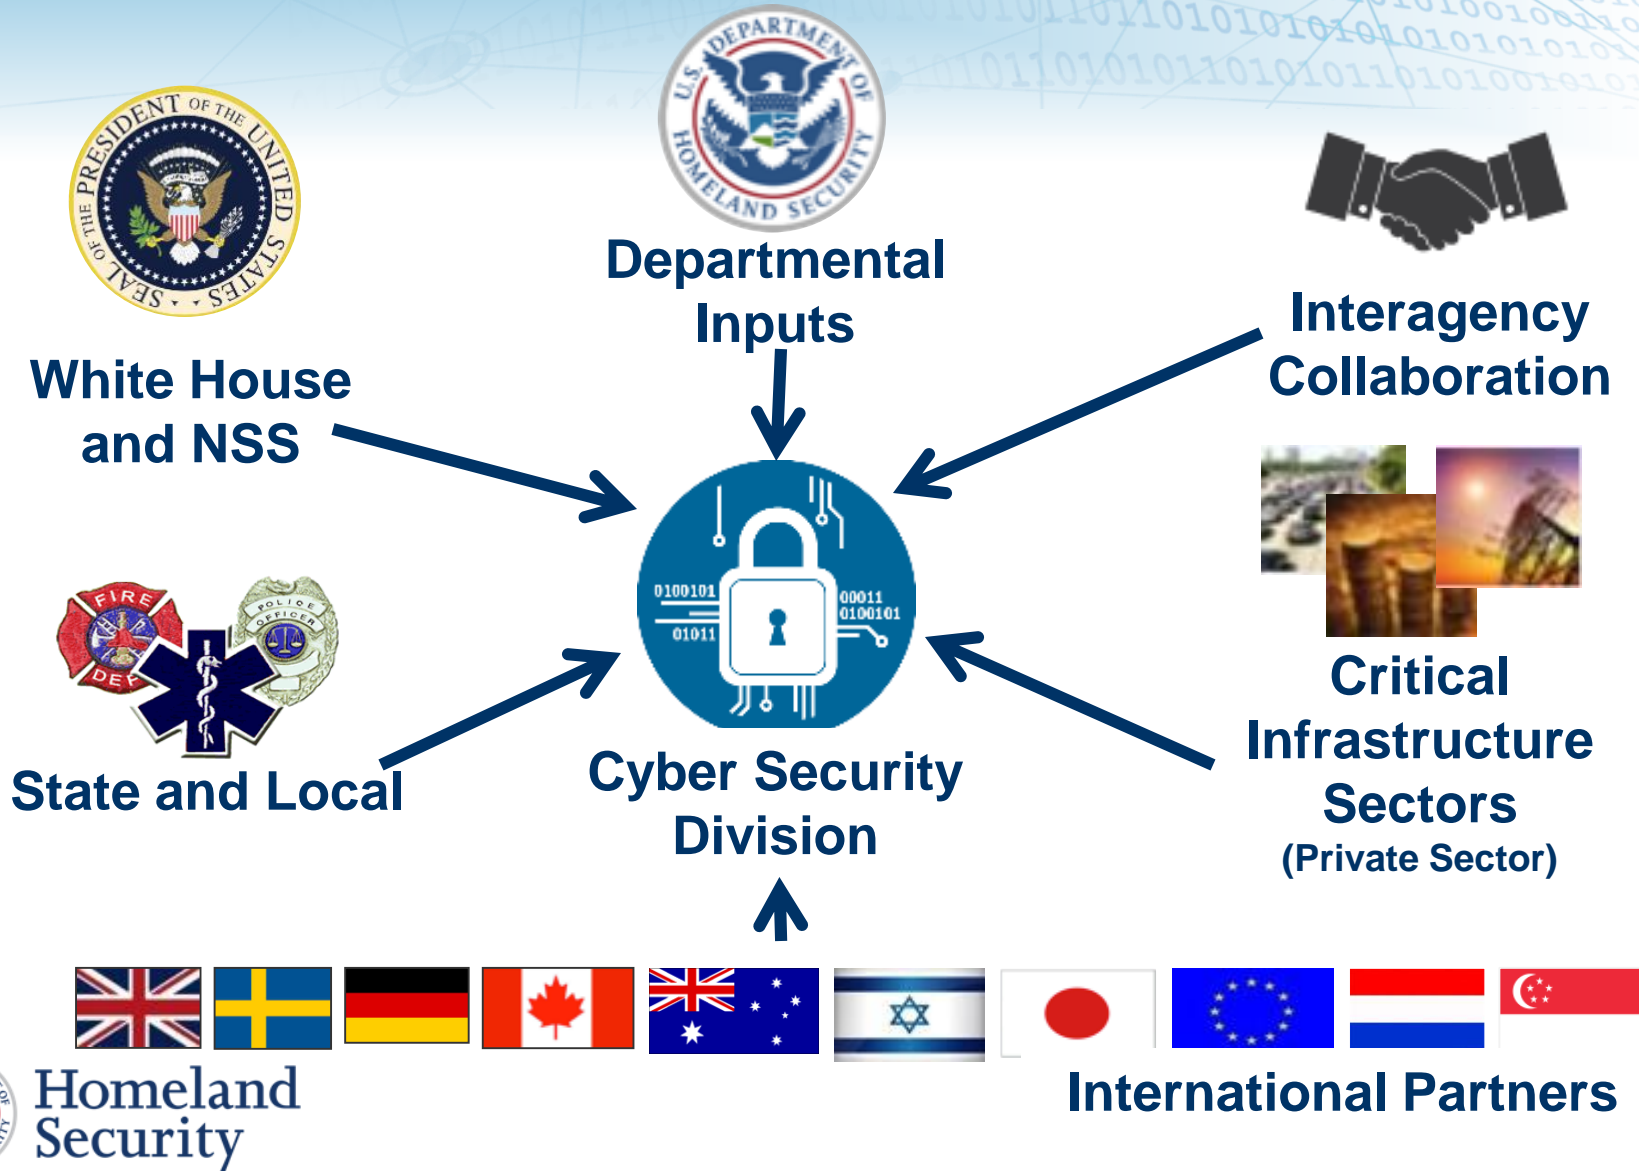 SEAL OF THE PRESIDENT OF THE UNITED STATES
U.S. DEPARTMENT OF
HOMELAND SECURITY
Departmental
Inputs
Interagency
Collaboration
White House
and NSS
0100101
01011
00011
0100101
FIRE
DEPT
POLICE
OFFICER
State and Local
Cyber Security
Division
Critical
Infrastructure
Sectors
(Private Sector)
International Partners
Homeland
Security